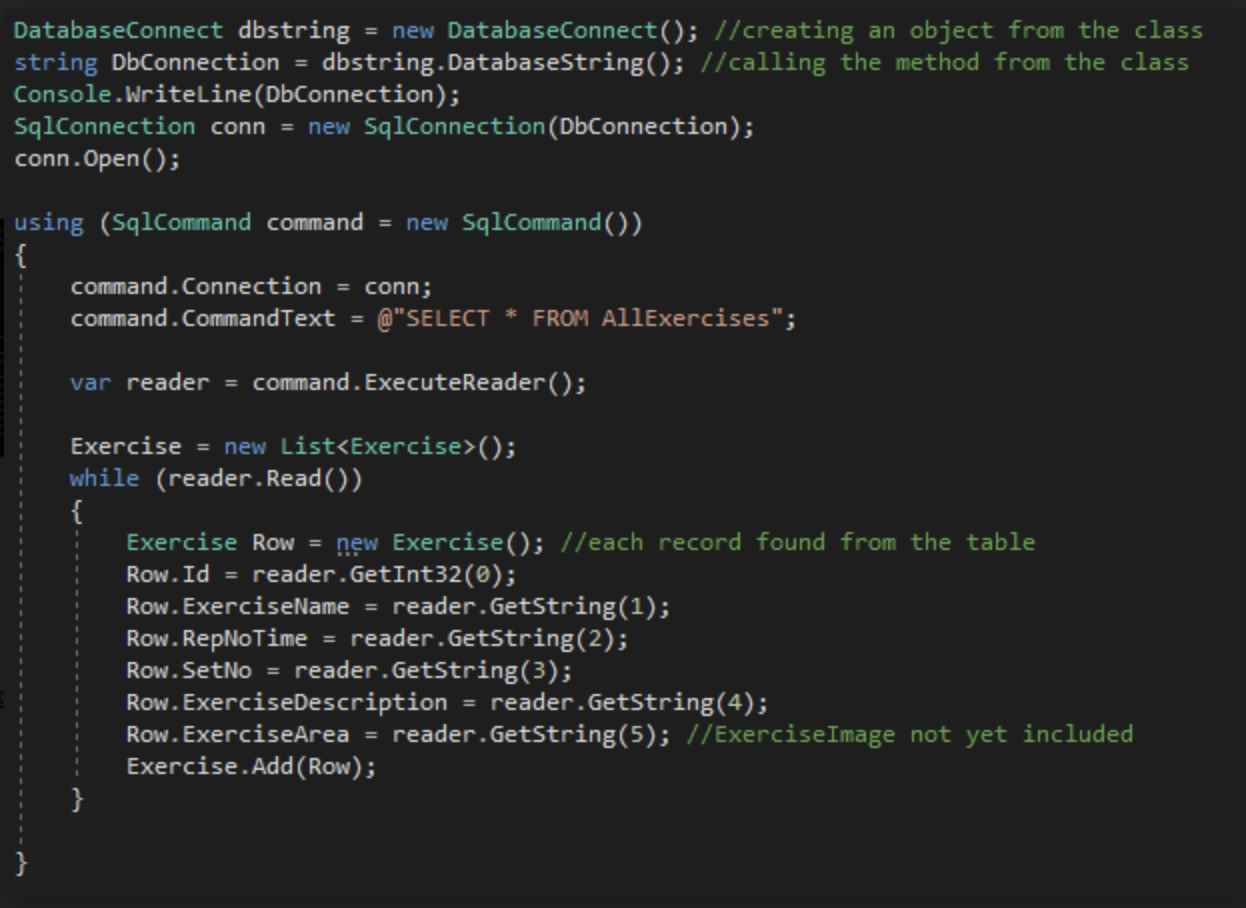 DatabaseConnect dbstring = new DatabaseConnect(); //creating an object from the class
string DbConnection = dbstring.DatabaseString(); //calling the method from the class
Console.WriteLine(DbConnection);
SqlConnection conn = new SqlConnection(DbConnection);
conn.Open();
using (SqlCommand command = new SqlCommand())
{
command.Connection = conn;
command.CommandText = @"SELECT * FROM AllExercises";
var reader = command.ExecuteReader();
Exercise = new List<Exercise>();
while (reader.Read())
{
Exercise Row = new Exercise(); //each record found from the table
Row.Id = reader.GetInt32(0);
Row.ExerciseName = reader.GetString(1);
Row.RepNoTime = reader.GetString(2);
Row.SetNo = reader.GetString(3);
Row.ExerciseDescription = reader.GetString(4);
Row.ExerciseArea = reader.GetString(5); //ExerciseImage not yet included
Exercise.Add(Row);
}
}